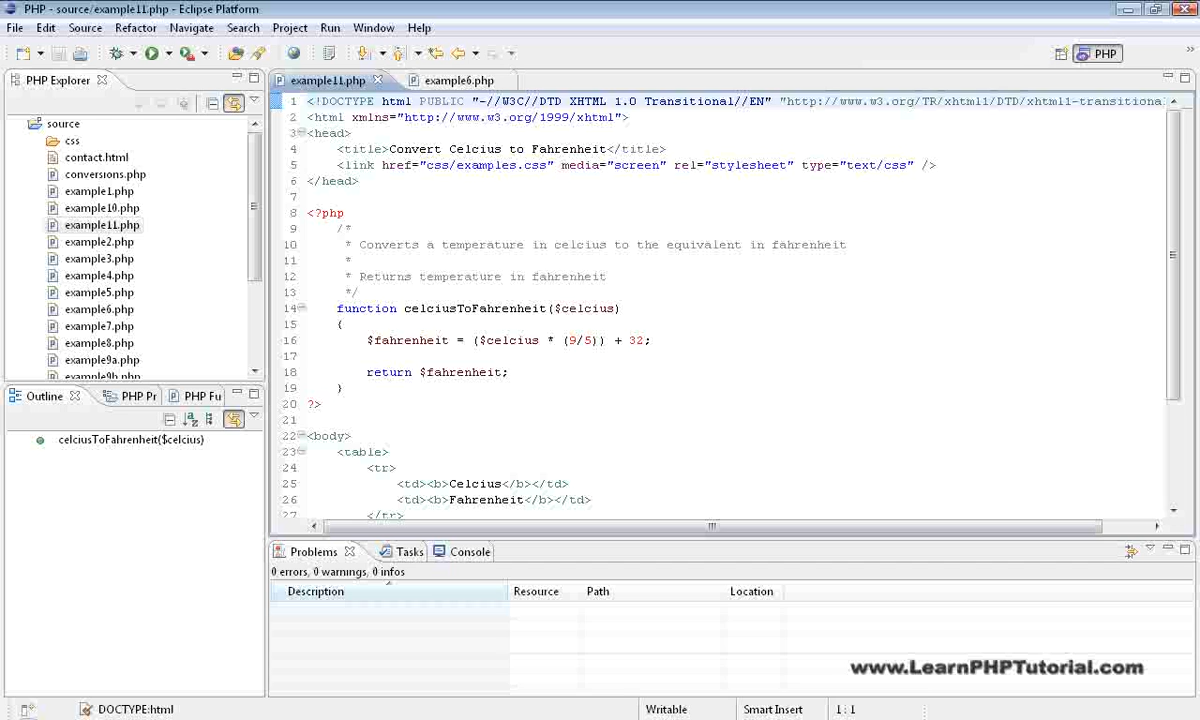 PHP - source/example11.php - Eclipse Platform
File Edit Source Refactor Navigate Search Project Run Window Help
PHP
PHP Explorer
source
css
contact.html
conversions.php
example1.php
example10.php
example11.php
example2.php
example3.php
example4.php
example5.php
example6.php
example7.php
example8.php
example9a.php
example9b.php
Outline PHP Pr PHP Fu
celciusToFahrenheit($celcius)
example11.php example6.php
1 <!DOCTYPE html PUBLIC "-//W3C//DTD XHTML 1.0 Transitional//EN" "http://www.w3.org/TR/xhtml1/DTD/xhtml1-transitional
2 <html xmlns="http://www.w3.org/1999/xhtml">
3 <head>
4 <title>Convert Celcius to Fahrenheit</title>
5 <link href="css/examples.css" media="screen" rel="stylesheet" type="text/css" />
6 </head>
7
8 <?php
9 /*
10 * Converts a temperature in celcius to the equivalent in fahrenheit
11 *
12 * Returns temperature in fahrenheit
13 */
14 function celciusToFahrenheit($celcius)
15 {
16 $fahrenheit = ($celcius * (9/5)) + 32;
17
18 return $fahrenheit;
19 }
20 ?>
21
22 <body>
23 <table>
24 <tr>
25 <td><b>Celcius</b></td>
26 <td><b>Fahrenheit</b></td>
27 </tr>
Problems Tasks Console
0 errors, 0 warnings, 0 infos
Description Resource Path Location
www.LearnPHPTutorial.com
DOCTYPE:html Writable Smart Insert 1 : 1